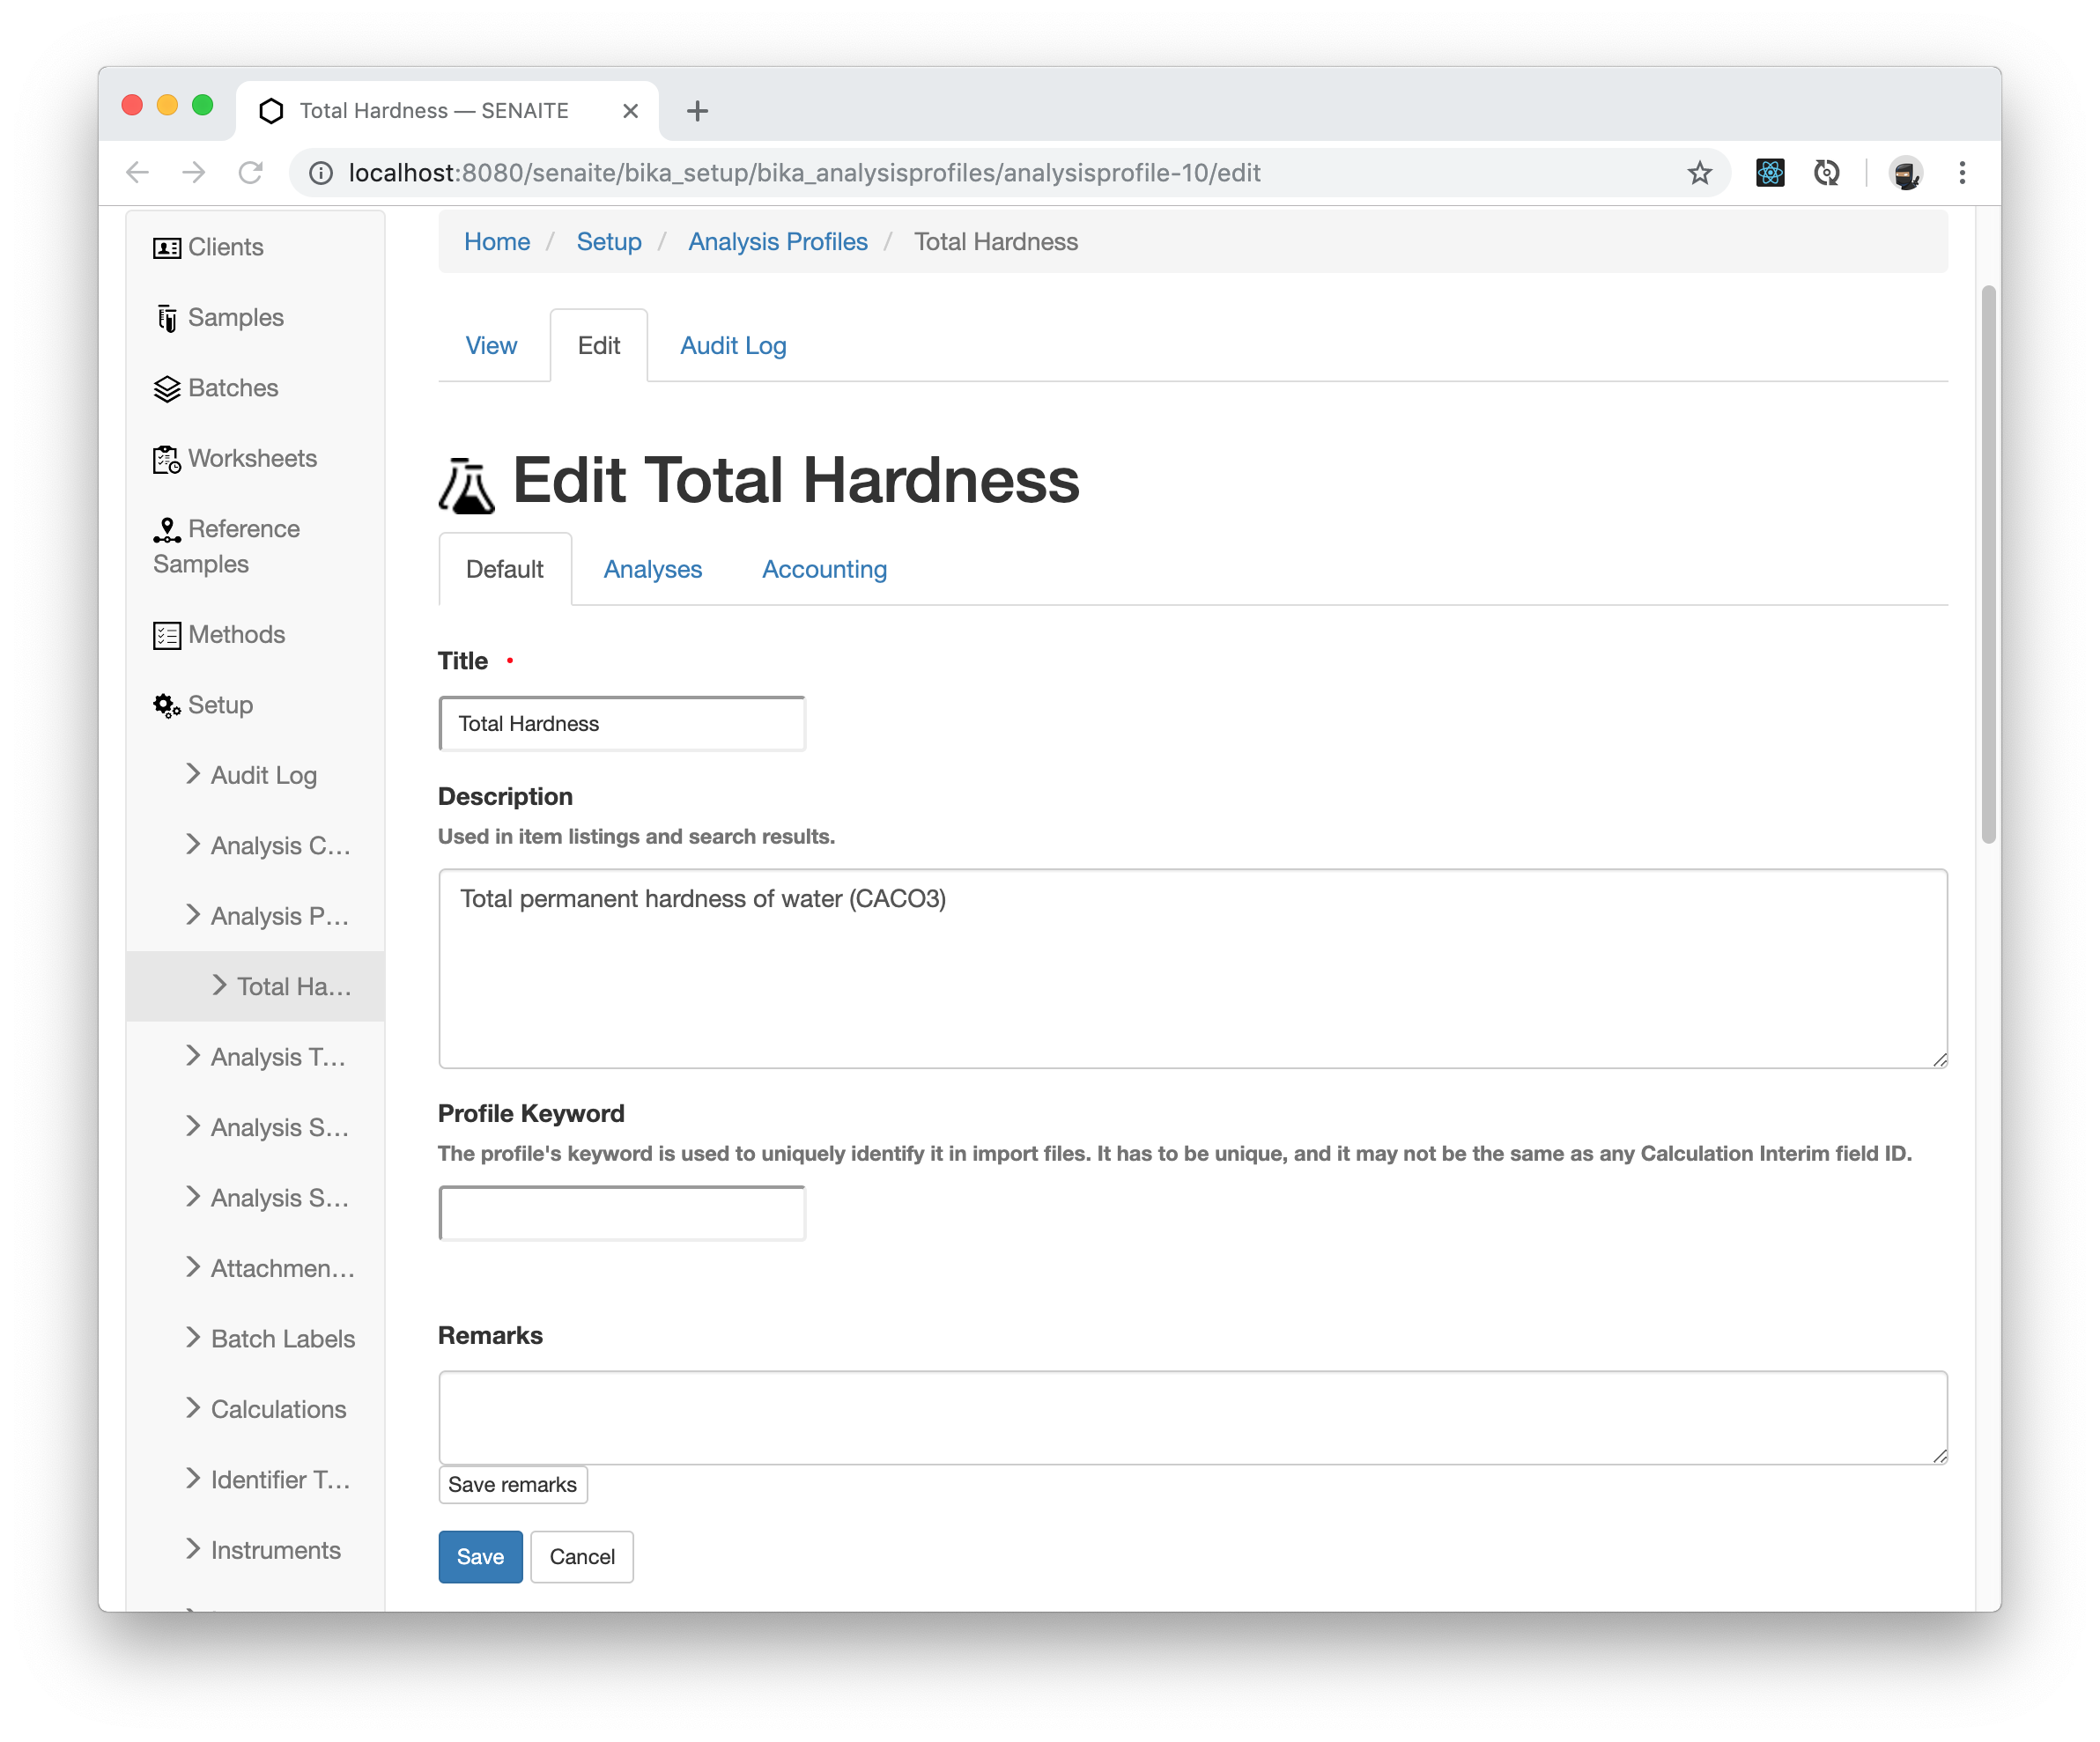 Total Hardness — SENAITE
localhost:8080/senaite/bika_setup/bika_analysisprofiles/analysisprofile-10/edit
Clients
Samples
Batches
Worksheets
Reference
Samples
Methods
Setup
Audit Log
Analysis C...
Analysis P...
Total Ha...
Analysis T...
Analysis S...
Analysis S...
Attachmen...
Batch Labels
Calculations
Identifier T...
Instruments
Home / Setup / Analysis Profiles / Total Hardness
View Edit Audit Log
Edit Total Hardness
Default Analyses Accounting
Title
Total Hardness
Description
Used in item listings and search results.
Total permanent hardness of water (CACO3)
Profile Keyword
The profile's keyword is used to uniquely identify it in import files. It has to be unique, and it may not be the same as any Calculation Interim field ID.
Remarks
Save remarks
Save Cancel